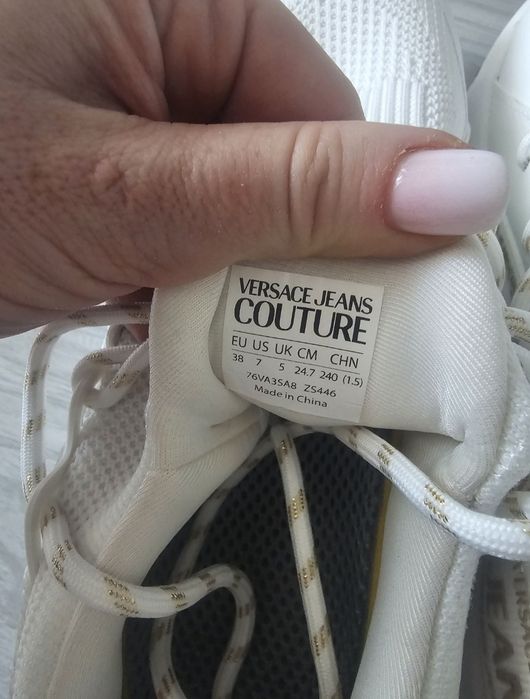 VERSACE JEANS
COUTURE
EU US UK CM CHN
38 7 5 24.7 240 (1.5)
76VA3SA8 ZS446
Made in China